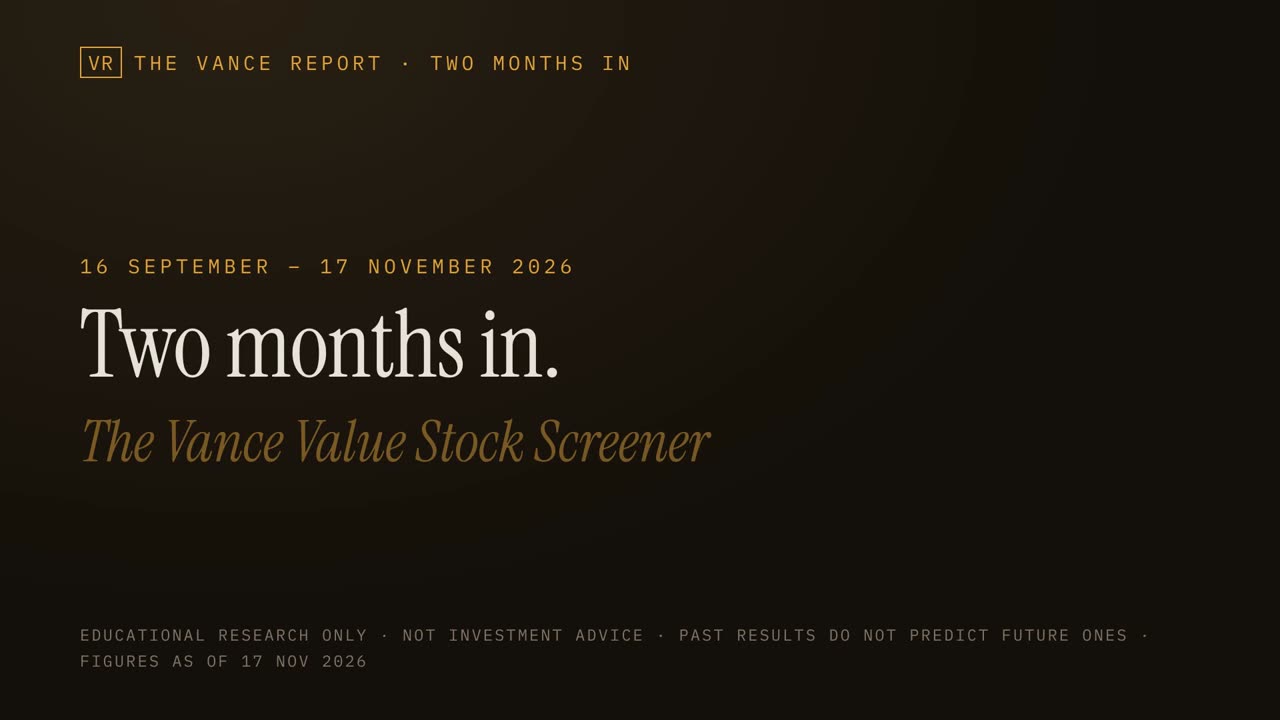 VR THE VANCE REPORT · TWO MONTHS IN
16 SEPTEMBER – 17 NOVEMBER 2026
Two months in.
The Vance Value Stock Screener
EDUCATIONAL RESEARCH ONLY · NOT INVESTMENT ADVICE · PAST RESULTS DO NOT PREDICT FUTURE ONES ·
FIGURES AS OF 17 NOV 2026